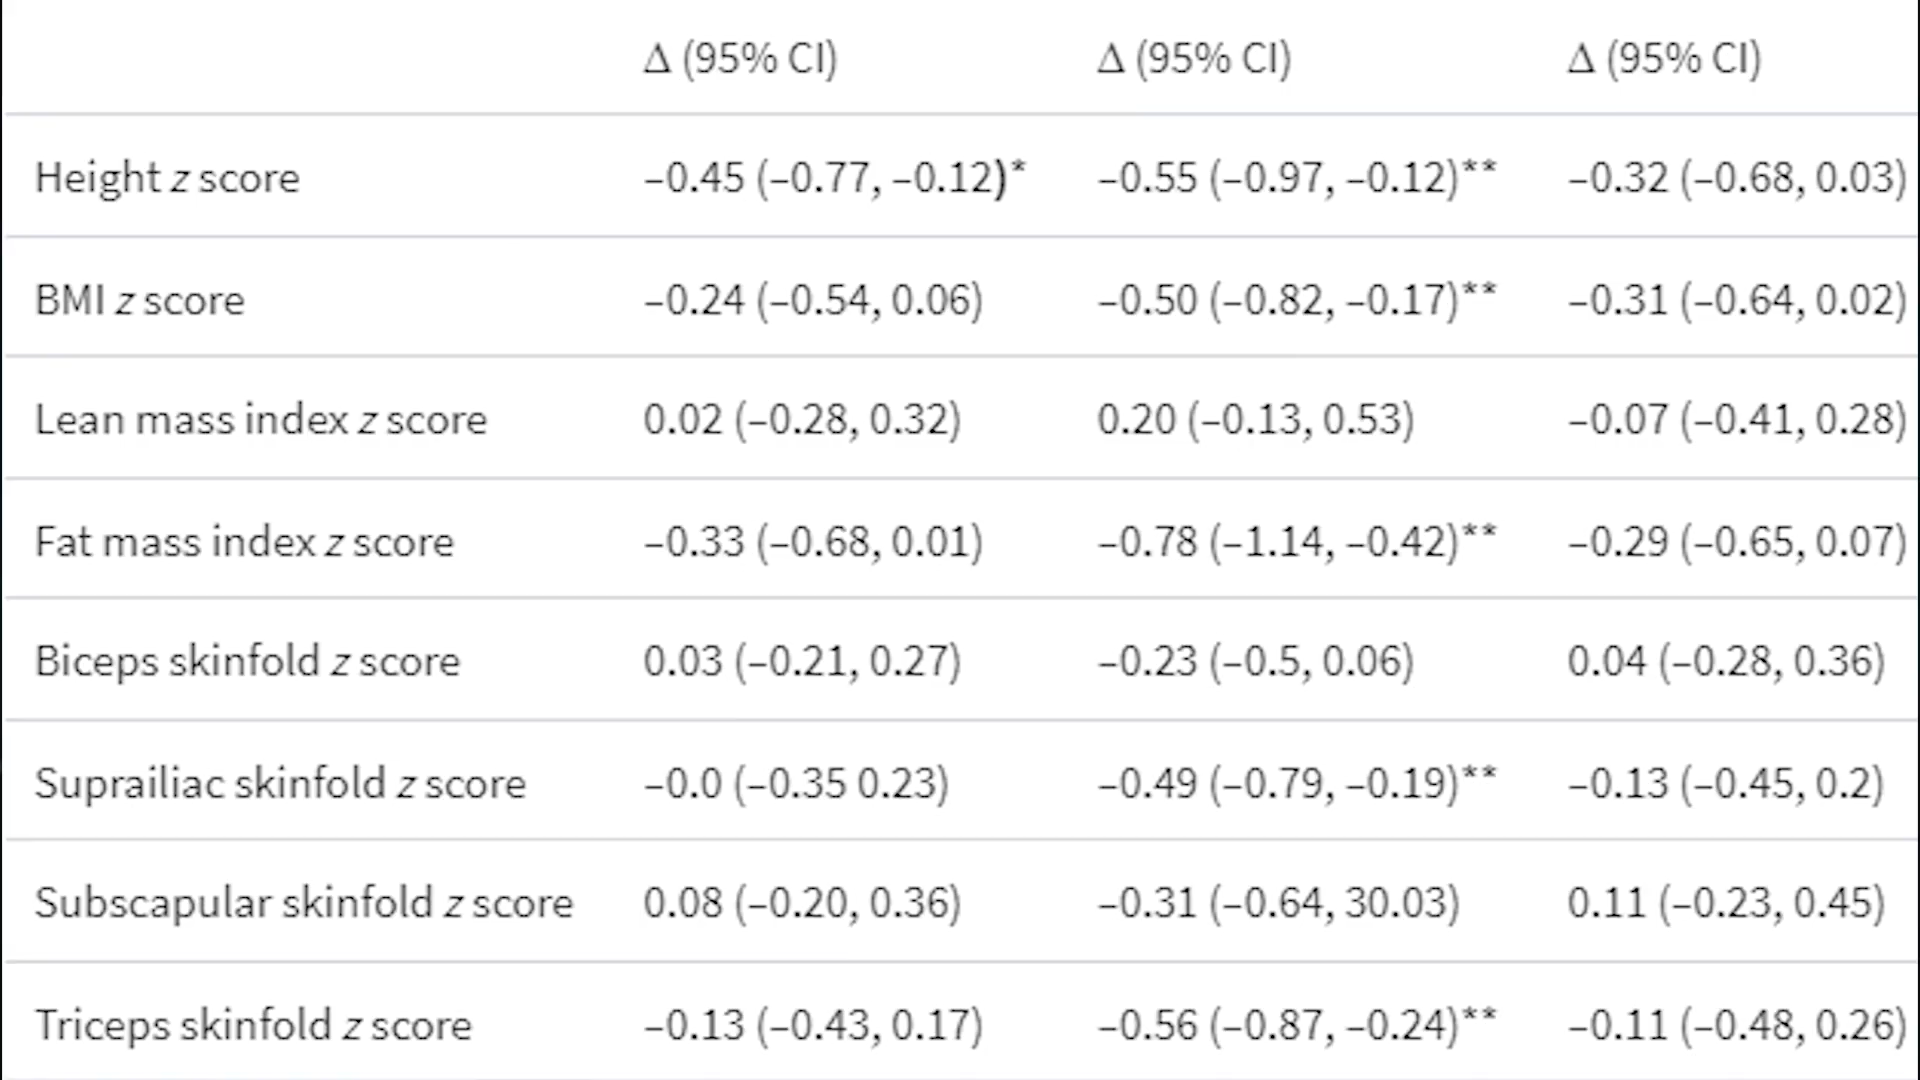 Δ (95% CI) Δ (95% CI) Δ (95% CI)
Height z score –0.45 (–0.77, –0.12)* –0.55 (–0.97, –0.12)** –0.32 (–0.68, 0.03)
BMI z score –0.24 (–0.54, 0.06) –0.50 (–0.82, –0.17)** –0.31 (–0.64, 0.02)
Lean mass index z score 0.02 (–0.28, 0.32) 0.20 (–0.13, 0.53) –0.07 (–0.41, 0.28)
Fat mass index z score –0.33 (–0.68, 0.01) –0.78 (–1.14, –0.42)** –0.29 (–0.65, 0.07)
Biceps skinfold z score 0.03 (–0.21, 0.27) –0.23 (–0.5, 0.06) 0.04 (–0.28, 0.36)
Suprailiac skinfold z score –0.0 (–0.35 0.23) –0.49 (–0.79, –0.19)** –0.13 (–0.45, 0.2)
Subscapular skinfold z score 0.08 (–0.20, 0.36) –0.31 (–0.64, 30.03) 0.11 (–0.23, 0.45)
Triceps skinfold z score –0.13 (–0.43, 0.17) –0.56 (–0.87, –0.24)** –0.11 (–0.48, 0.26)